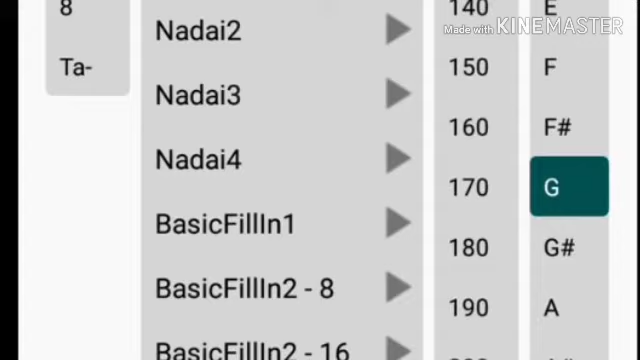 8
Ta-
Nadai2
Nadai3
Nadai4
BasicFillIn1
BasicFillIn2 - 8
BasicFillIn2 - 16
140
150
160
170
180
190
E
F
F#
G
G#
A
Made with KINEMASTER